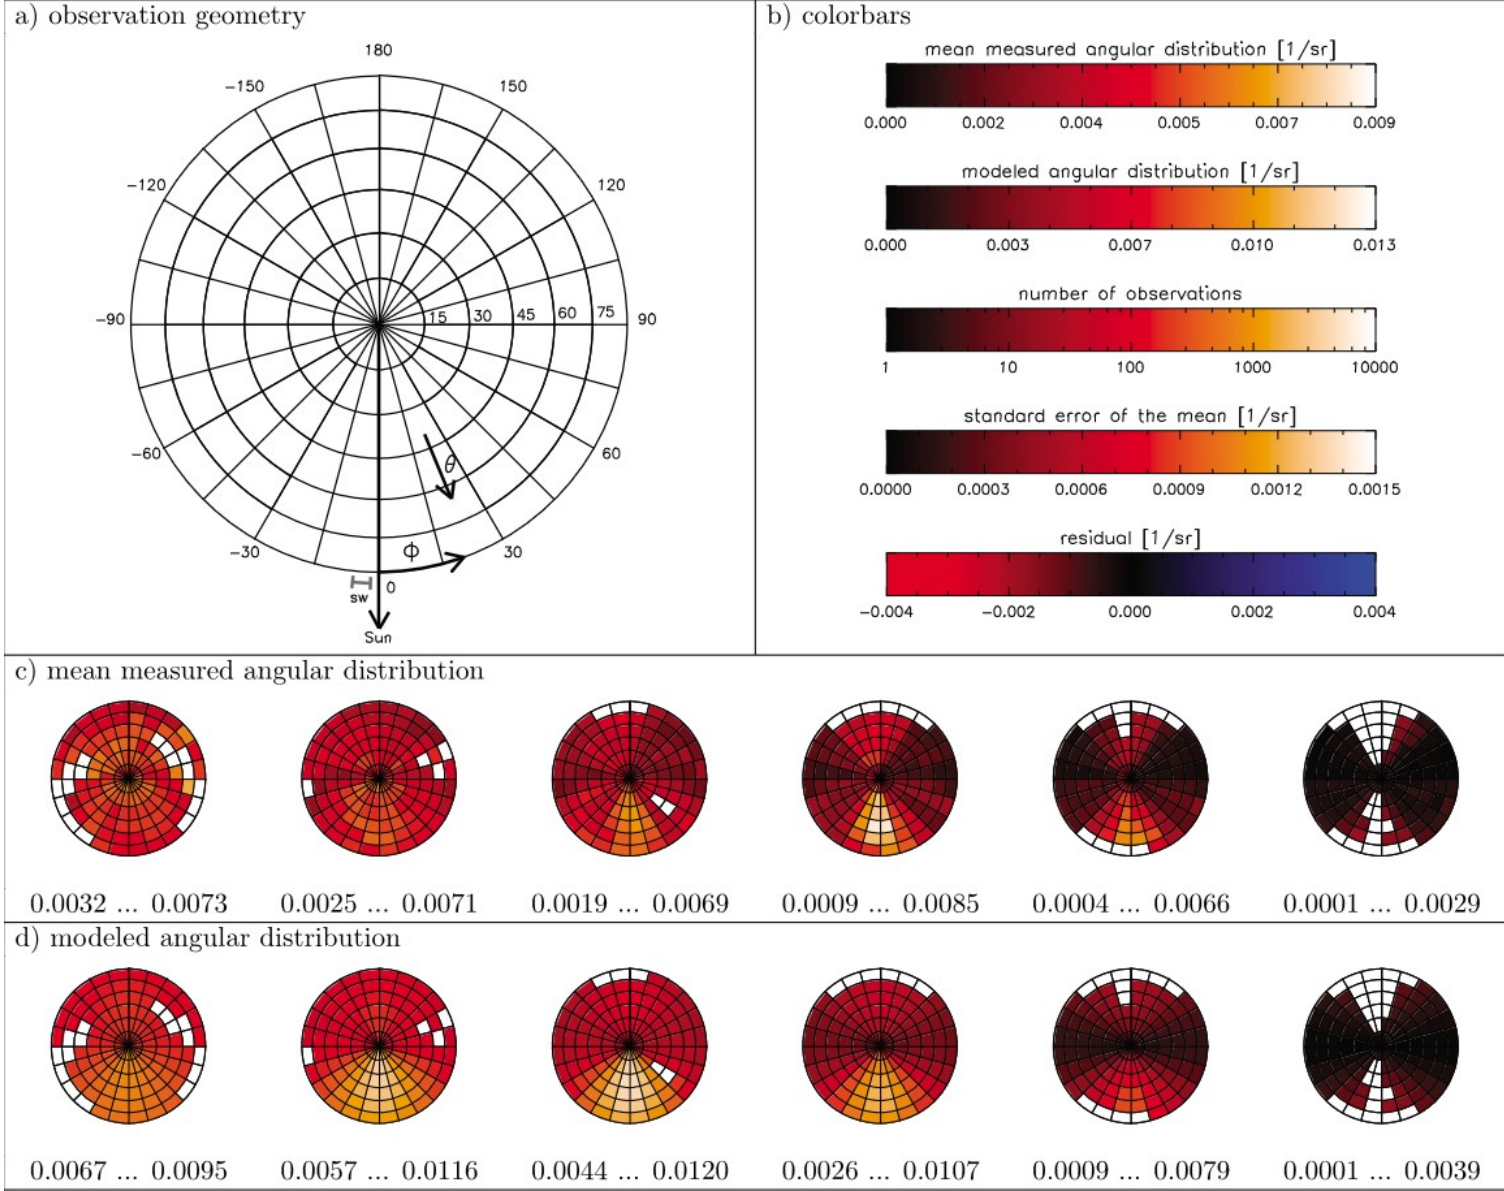 a) observation geometry
180
−150 150
−120 120
−90 15 30 45 60 75 90
−60 θ 60
−30 Φ 30
sw 0
Sun
b) colorbars
mean measured angular distribution [1/sr]
0.000 0.002 0.004 0.005 0.007 0.009
modeled angular distribution [1/sr]
0.000 0.003 0.007 0.010 0.013
number of observations
1 10 100 1000 10000
standard error of the mean [1/sr]
0.0000 0.0003 0.0006 0.0009 0.0012 0.0015
residual [1/sr]
−0.004 −0.002 0.000 0.002 0.004
c) mean measured angular distribution
0.0032 ... 0.0073 0.0025 ... 0.0071 0.0019 ... 0.0069 0.0009 ... 0.0085 0.0004 ... 0.0066 0.0001 ... 0.0029
d) modeled angular distribution
0.0067 ... 0.0095 0.0057 ... 0.0116 0.0044 ... 0.0120 0.0026 ... 0.0107 0.0009 ... 0.0079 0.0001 ... 0.0039